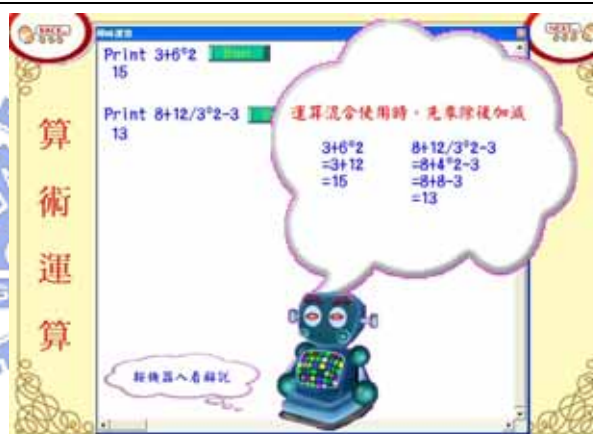 BACK
NEXT
算術運算
Print 3+6*2
15
Print 8+12/3*2-3
13
運算混合使用時，先乘除後加減
3+6*2
=3+12
=15
8+12/3*2-3
=8+4*2-3
=8+8-3
=13
按機器人看解說